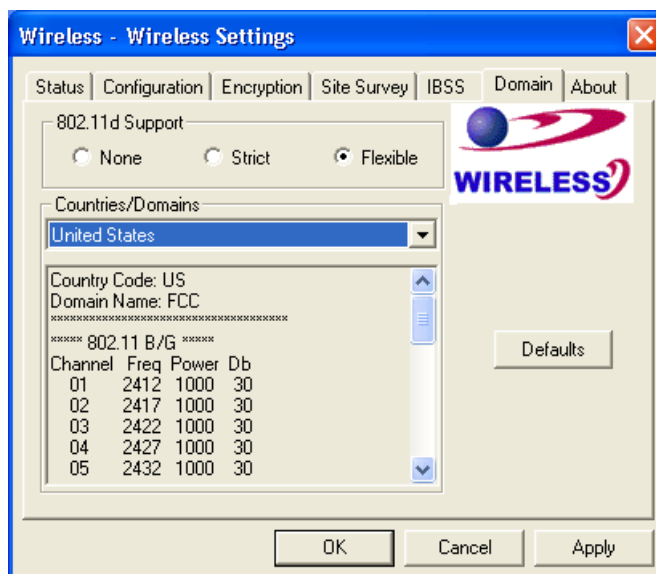 Wireless - Wireless Settings
Status Configuration Encryption Site Survey IBSS Domain About
802.11d Support
None Strict Flexible
WIRELESS
Countries/Domains
United States
Country Code: US
Domain Name: FCC
****************************************
***** 802.11 B/G *****
Channel Freq Power Db
01 2412 1000 30
02 2417 1000 30
03 2422 1000 30
04 2427 1000 30
05 2432 1000 30
Defaults
OK Cancel Apply